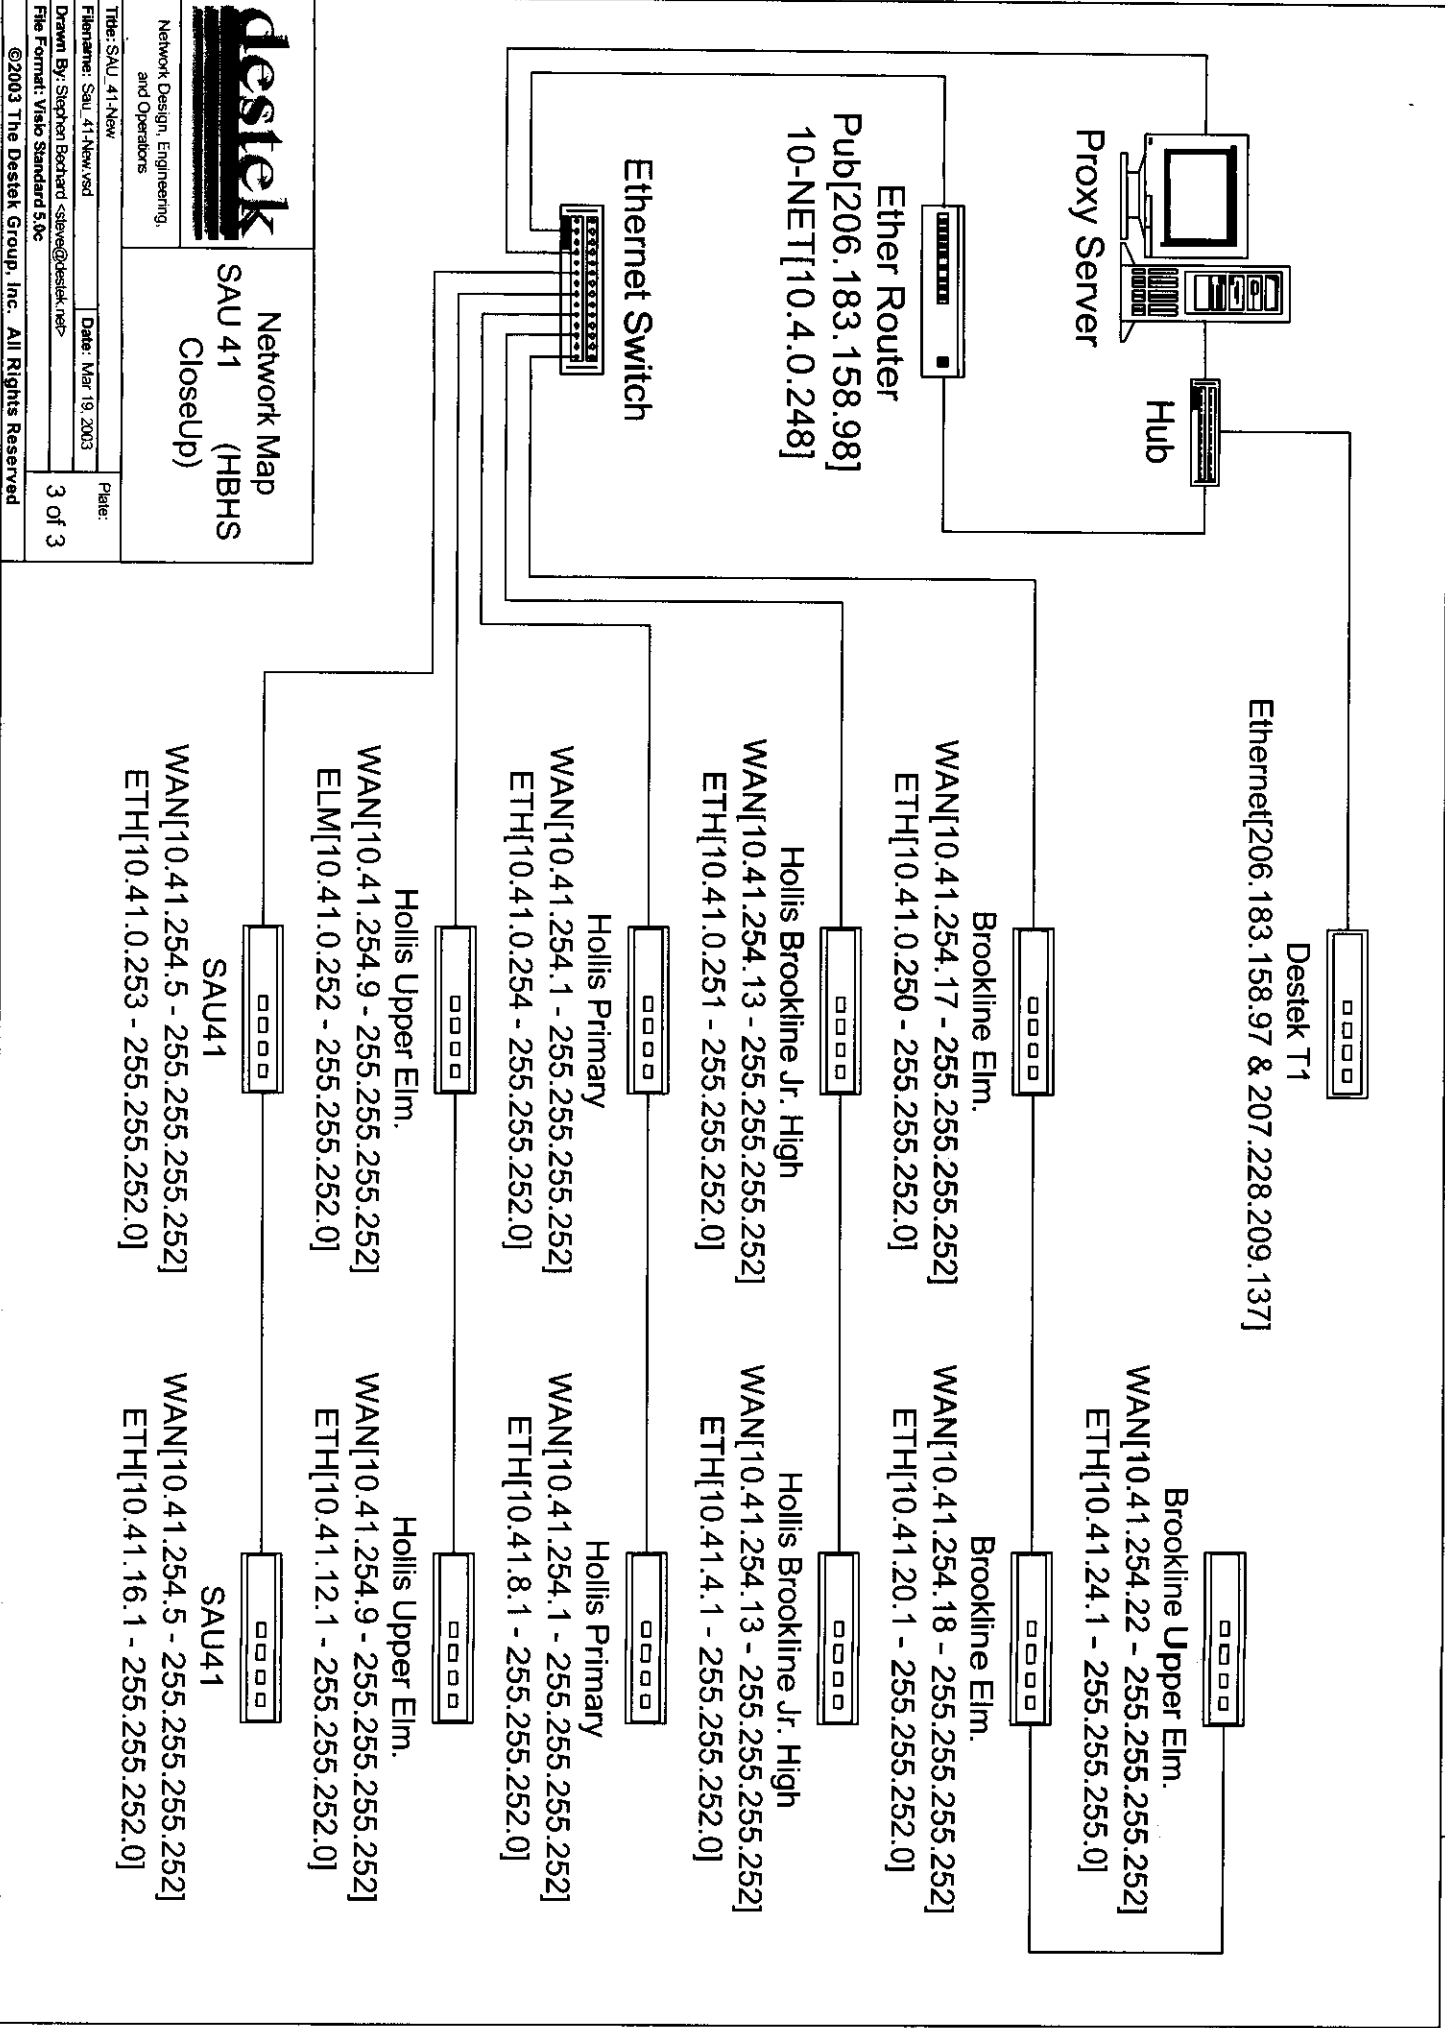 Destek T1
Ethernet[206.183.158.97 & 207.228.209.137]
Hub
Proxy Server
Ether Router
Pub[206.183.158.98]
10-NET[10.4.0.248]
Ethernet Switch
Brookline Upper Elm.
WAN[10.41.254.22 - 255.255.255.252]
ETH[10.41.24.1 - 255.255.255.0]
Brookline Elm.
WAN[10.41.254.17 - 255.255.255.252]
ETH[10.41.0.250 - 255.255.252.0]
Brookline Elm.
WAN[10.41.254.18 - 255.255.255.252]
ETH[10.41.20.1 - 255.255.252.0]
Hollis Brookline Jr. High
WAN[10.41.254.13 - 255.255.255.252]
ETH[10.41.0.251 - 255.255.252.0]
Hollis Brookline Jr. High
WAN[10.41.254.13 - 255.255.255.252]
ETH[10.41.4.1 - 255.255.252.0]
Hollis Primary
WAN[10.41.254.1 - 255.255.255.252]
ETH[10.41.0.254 - 255.255.252.0]
Hollis Primary
WAN[10.41.254.1 - 255.255.255.252]
ETH[10.41.8.1 - 255.255.252.0]
Hollis Upper Elm.
WAN[10.41.254.9 - 255.255.255.252]
ELM[10.41.0.252 - 255.255.252.0]
Hollis Upper Elm.
WAN[10.41.254.9 - 255.255.255.252]
ETH[10.41.12.1 - 255.255.252.0]
SAU41
WAN[10.41.254.5 - 255.255.255.252]
ETH[10.41.0.253 - 255.255.252.0]
SAU41
WAN[10.41.254.5 - 255.255.255.252]
ETH[10.41.16.1 - 255.255.252.0]
destek
Network Design, Engineering,
and Operations
Network Map
SAU 41 (HBHS
CloseUp)
Title: SAU_41-New
Filename: Sau_41-New.vsd
Date: Mar 19, 2003
Drawn By: Stephen Bechard <steve@destek.net>
File Format: Visio Standard 5.0c
Plate:
3 of 3
©2003 The Destek Group, Inc. All Rights Reserved